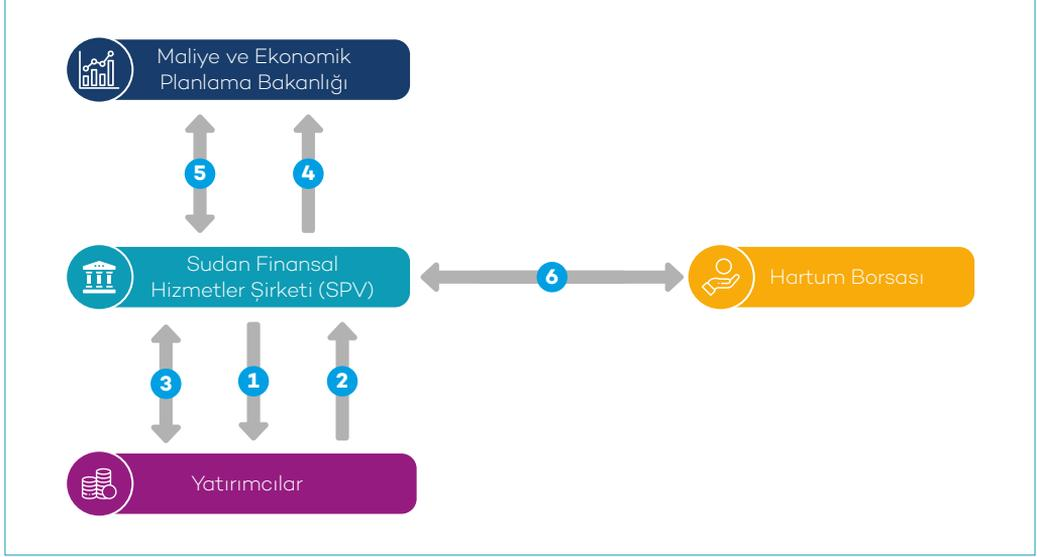 Maliye ve Ekonomik
Planlama Bakanlığı
5
4
Sudan Finansal
Hizmetler Şirketi (SPV)
6
Hartum Borsası
3
1
2
Yatırımcılar